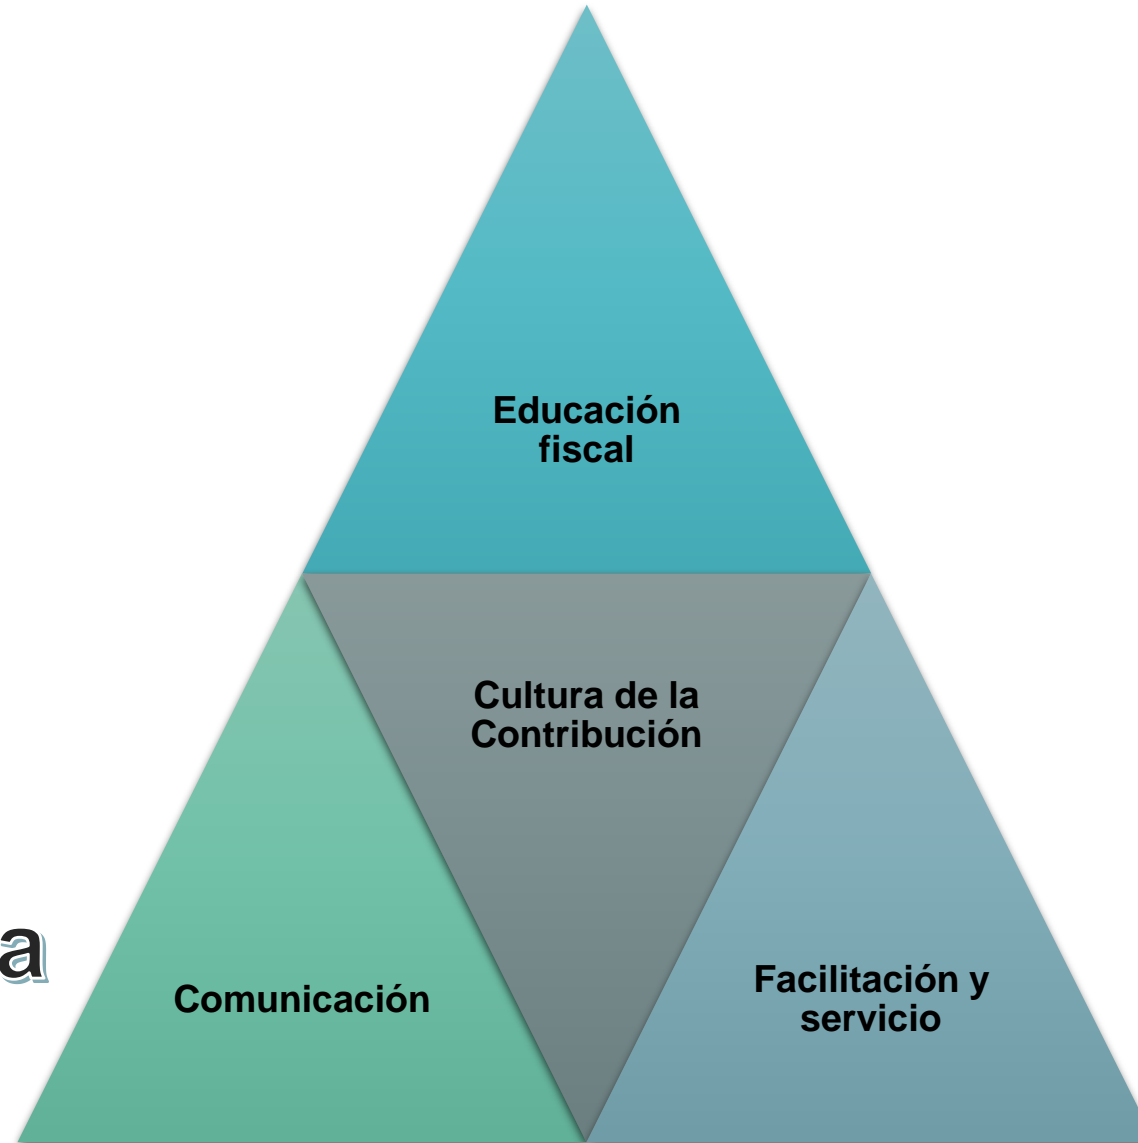 Educación
fiscal
Cultura de la
Contribución
a
Comunicación
Facilitación y
servicio